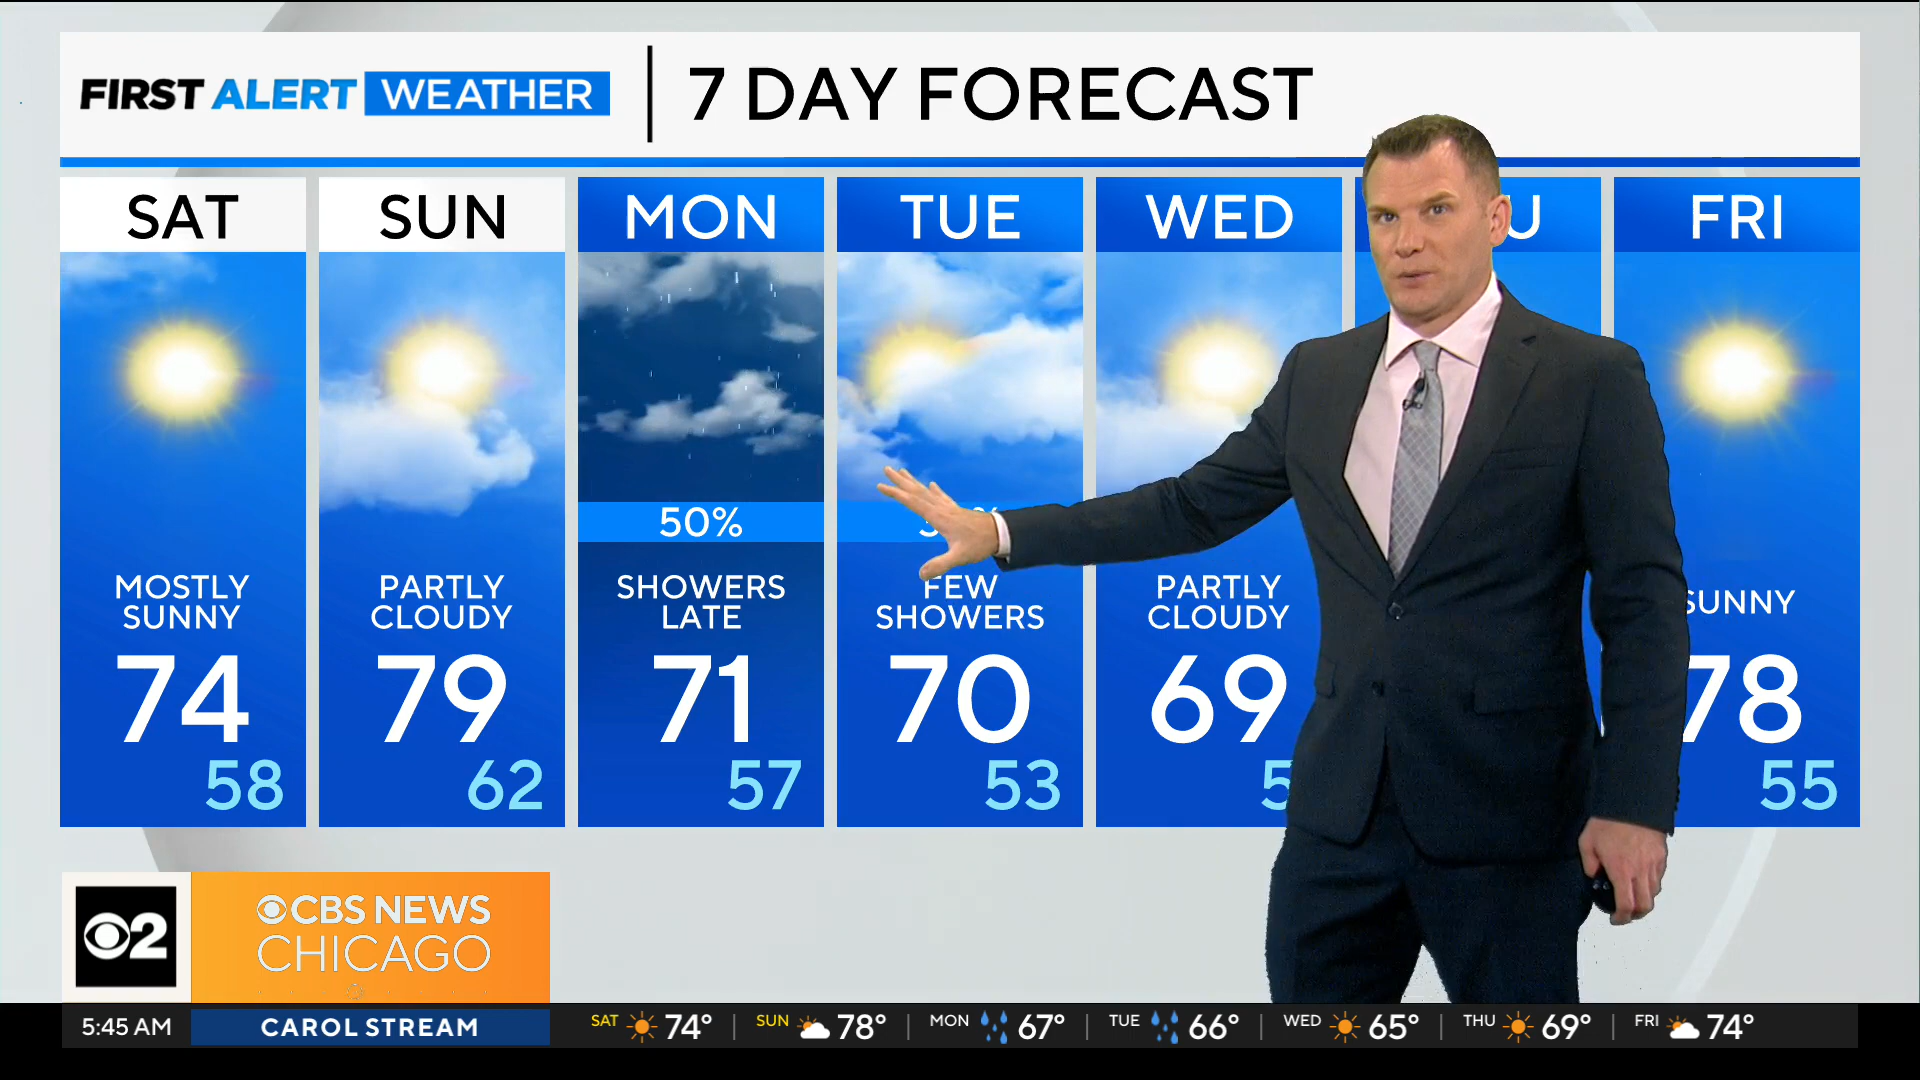 FIRST ALERT WEATHER
7 DAY FORECAST
SAT
MOSTLY
SUNNY
74
58
SUN
PARTLY
CLOUDY
79
62
MON
50%
SHOWERS
LATE
71
57
TUE
FEW
SHOWERS
70
53
WED
PARTLY
CLOUDY
69
FRI
SUNNY
78
55
2
CBS NEWS
CHICAGO
5:45 AM
CAROL STREAM
SAT 74° | SUN 78° | MON 67° | TUE 66° | WED 65° | THU 69° | FRI 74°